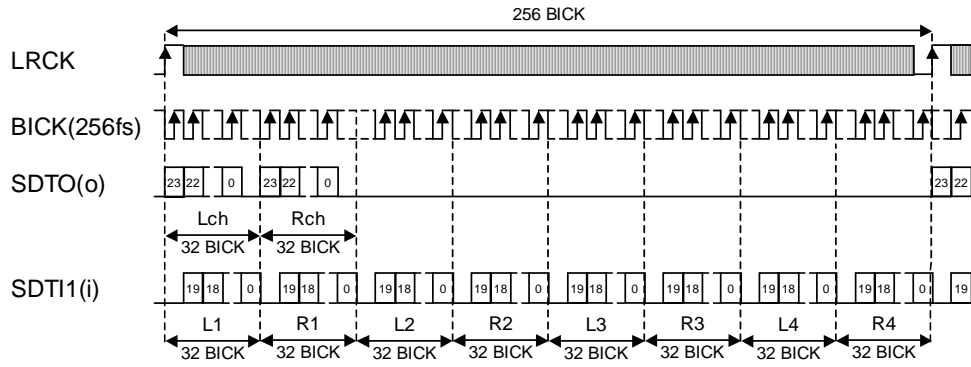 256 BICK
LRCK
BICK(256fs)
SDTO(o)
23 22 0 23 22 0 23 22
Lch Rch
32 BICK 32 BICK
SDTI1(i)
19 18 0 19 18 0 19 18 0 19 18 0 19 18 0 19 18 0 19 18 0 19 18 0 19
L1 R1 L2 R2 L3 R3 L4 R4
32 BICK 32 BICK 32 BICK 32 BICK 32 BICK 32 BICK 32 BICK 32 BICK